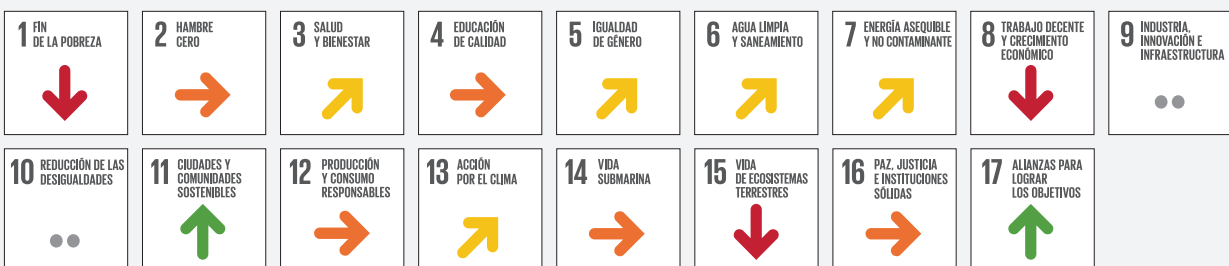 1 FIN
DE LA POBREZA
2 HAMBRE
CERO
3 SALUD
Y BIENESTAR
4 EDUCACIÓN
DE CALIDAD
5 IGUALDAD
DE GÉNERO
6 AGUA LIMPIA
Y SANEAMIENTO
7 ENERGÍA ASEQUIBLE
Y NO CONTAMINANTE
8 TRABAJO DECENTE
Y CRECIMIENTO
ECONÓMICO
9 INDUSTRIA,
INNOVACIÓN E
INFRAESTRUCTURA
10 REDUCCIÓN DE LAS
DESIGUALDADES
11 CIUDADES Y
COMUNIDADES
SOSTENIBLES
12 PRODUCCIÓN
Y CONSUMO
RESPONSABLES
13 ACCIÓN
POR EL CLIMA
14 VIDA
SUBMARINA
15 VIDA
DE ECOSISTEMAS
TERRESTRES
16 PAZ, JUSTICIA
E INSTITUCIONES
SÓLIDAS
17 ALIANZAS PARA
LOGRAR
LOS OBJETIVOS